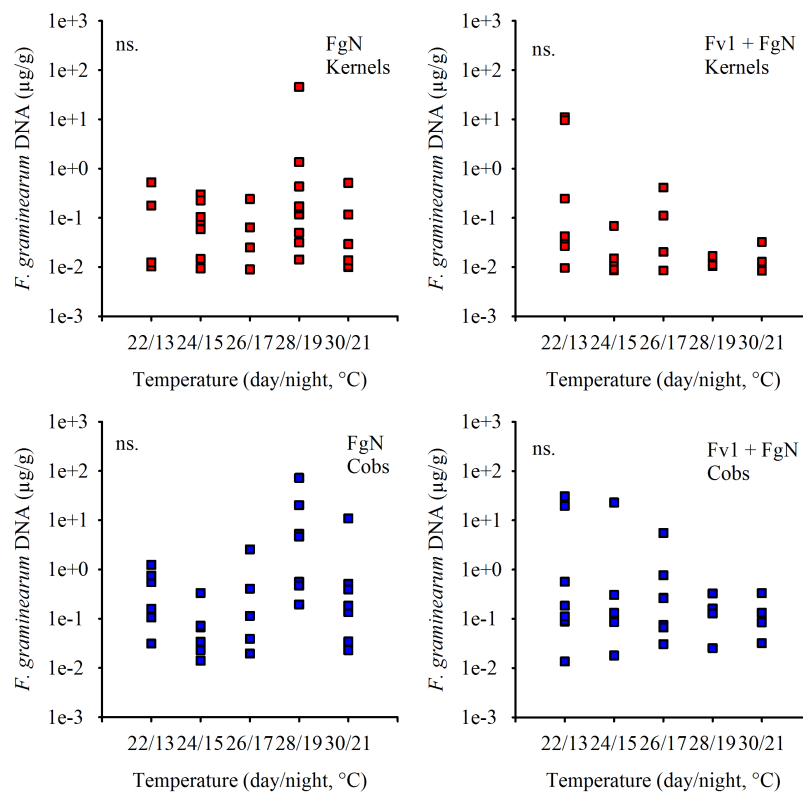 ns.
FgN
Kernels
F. graminearum DNA (µg/g)
1e+3
1e+2
1e+1
1e+0
1e-1
1e-2
1e-3
22/13 24/15 26/17 28/19 30/21
Temperature (day/night, °C)
ns.
Fv1 + FgN
Kernels
F. graminearum DNA (µg/g)
1e+3
1e+2
1e+1
1e+0
1e-1
1e-2
1e-3
22/13 24/15 26/17 28/19 30/21
Temperature (day/night, °C)
ns.
FgN
Cobs
F. graminearum DNA (µg/g)
1e+3
1e+2
1e+1
1e+0
1e-1
1e-2
1e-3
22/13 24/15 26/17 28/19 30/21
Temperature (day/night, °C)
ns.
Fv1 + FgN
Cobs
F. graminearum DNA (µg/g)
1e+3
1e+2
1e+1
1e+0
1e-1
1e-2
1e-3
22/13 24/15 26/17 28/19 30/21
Temperature (day/night, °C)